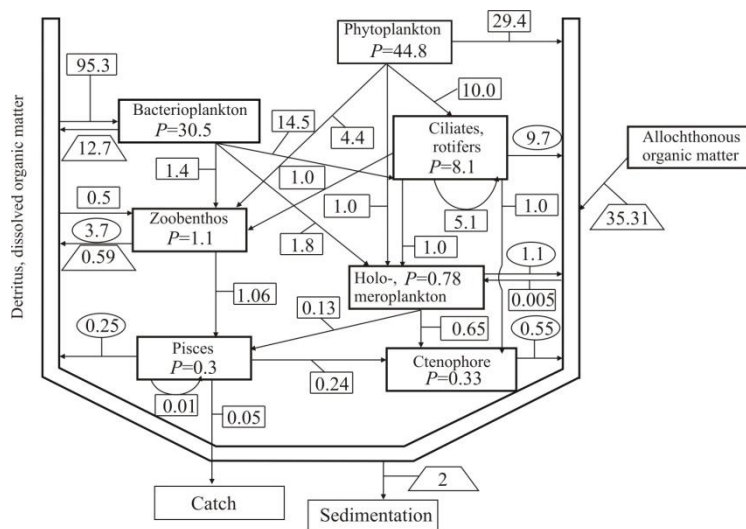 Phytoplankton
P=44.8
29.4
95.3
Bacterioplankton
P=30.5
10.0
14.5
4.4
Ciliates,
rotifers
P=8.1
9.7
Allochthonous
organic matter
12.7
1.4
1.0
0.5
Zoobenthos
P=1.1
1.0
5.1
1.0
35.31
3.7
0.59
1.8
1.0
1.1
Holo-, P=0.78
meroplankton
0.005
1.06
0.13
0.65
0.55
0.25
Pisces
P=0.3
0.24
Ctenophore
P=0.33
0.01
0.05
2
Catch
Sedimentation
Detritus, dissolved organic matter